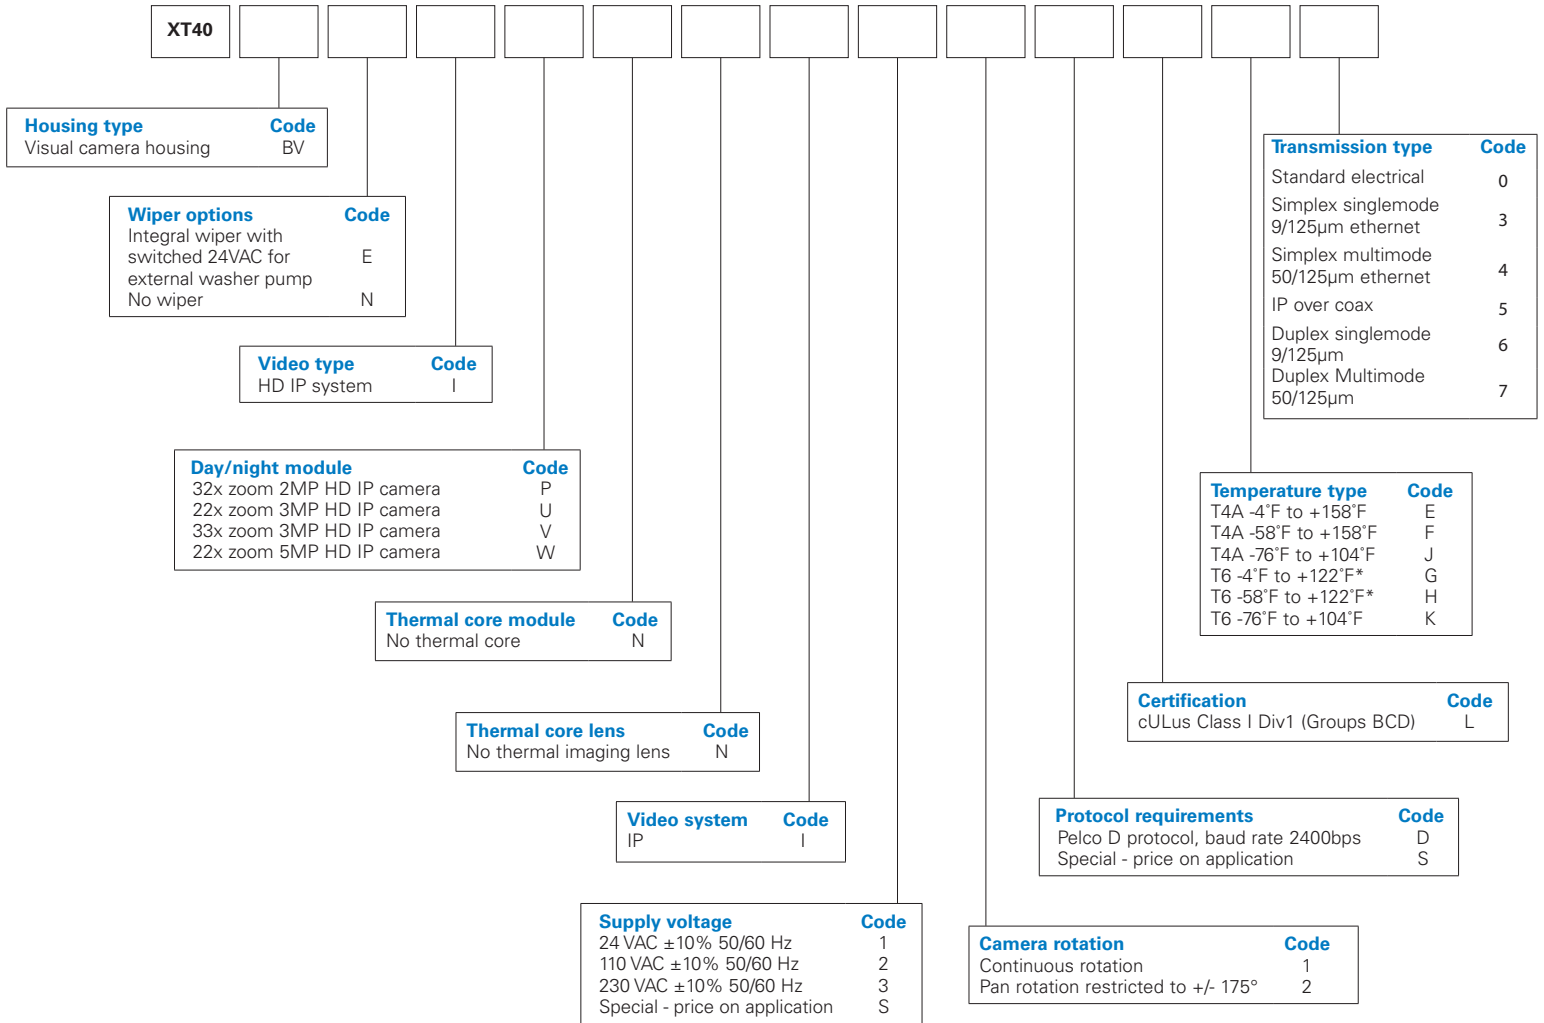 XT40
Housing type Code
Visual camera housing BV
Wiper options Code
Integral wiper with
switched 24VAC for E
external washer pump
No wiper N
Video type Code
HD IP system I
Day/night module Code
32x zoom 2MP HD IP camera P
22x zoom 3MP HD IP camera U
33x zoom 3MP HD IP camera V
22x zoom 5MP HD IP camera W
Thermal core module Code
No thermal core N
Thermal core lens Code
No thermal imaging lens N
Video system Code
IP I
Supply voltage Code
24 VAC ±10% 50/60 Hz 1
110 VAC ±10% 50/60 Hz 2
230 VAC ±10% 50/60 Hz 3
Special - price on application S
Camera rotation Code
Continuous rotation 1
Pan rotation restricted to +/- 175° 2
Protocol requirements Code
Pelco D protocol, baud rate 2400bps D
Special - price on application S
Certification Code
cULus Class I Div1 (Groups BCD) L
Temperature type Code
T4A -4˚F to +158˚F E
T4A -58˚F to +158˚F F
T4A -76˚F to +104˚F J
T6 -4˚F to +122˚F* G
T6 -58˚F to +122˚F* H
T6 -76˚F to +104˚F K
Transmission type Code
Standard electrical 0
Simplex singlemode
9/125µm ethernet 3
Simplex multimode
50/125µm ethernet 4
IP over coax 5
Duplex singlemode
9/125µm 6
Duplex Multimode
50/125µm 7